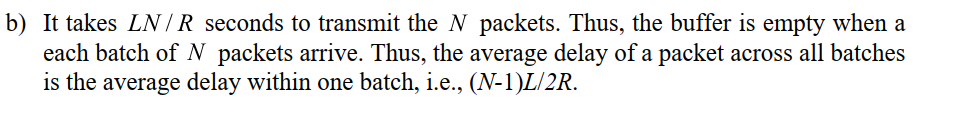 b) It takes LN / R seconds to transmit the N packets. Thus, the buffer is empty when a
each batch of N packets arrive. Thus, the average delay of a packet across all batches
is the average delay within one batch, i.e., (N-1)L/2R.